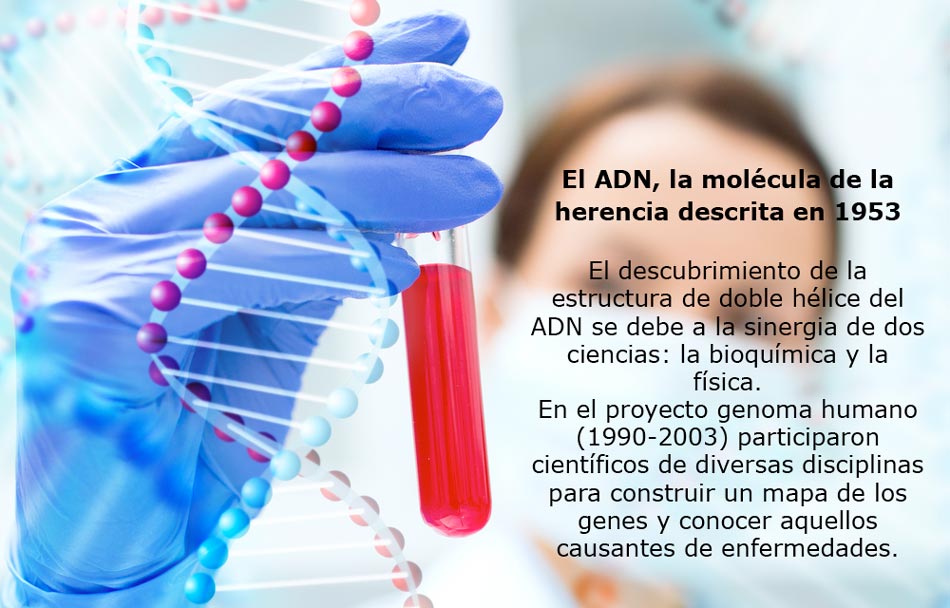 El ADN, la molécula de la
herencia descrita en 1953
El descubrimiento de la
estructura de doble hélice del
ADN se debe a la sinergia de dos
ciencias: la bioquímica y la
física.
En el proyecto genoma humano
(1990-2003) participaron
científicos de diversas disciplinas
para construir un mapa de los
genes y conocer aquellos
causantes de enfermedades.